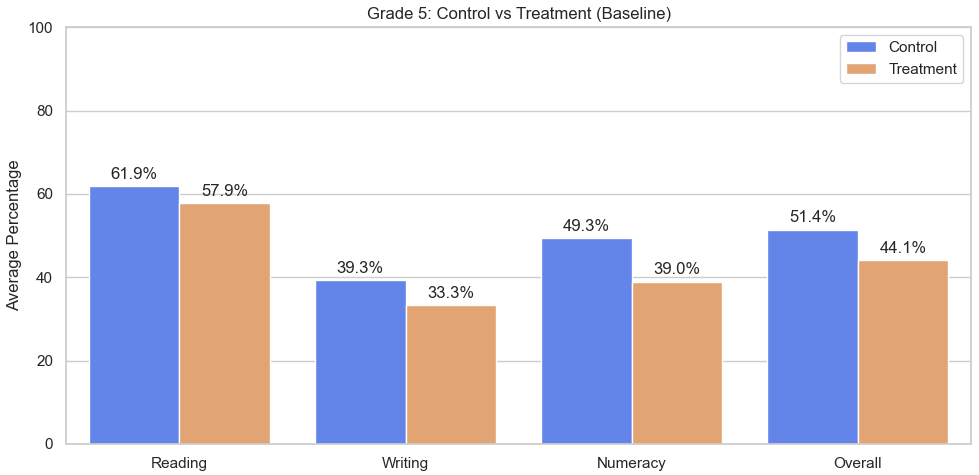 Grade 5: Control vs Treatment (Baseline)
Control
Treatment
Average Percentage
100
80
60
40
20
0
61.9%
57.9%
39.3%
33.3%
49.3%
39.0%
51.4%
44.1%
Reading
Writing
Numeracy
Overall